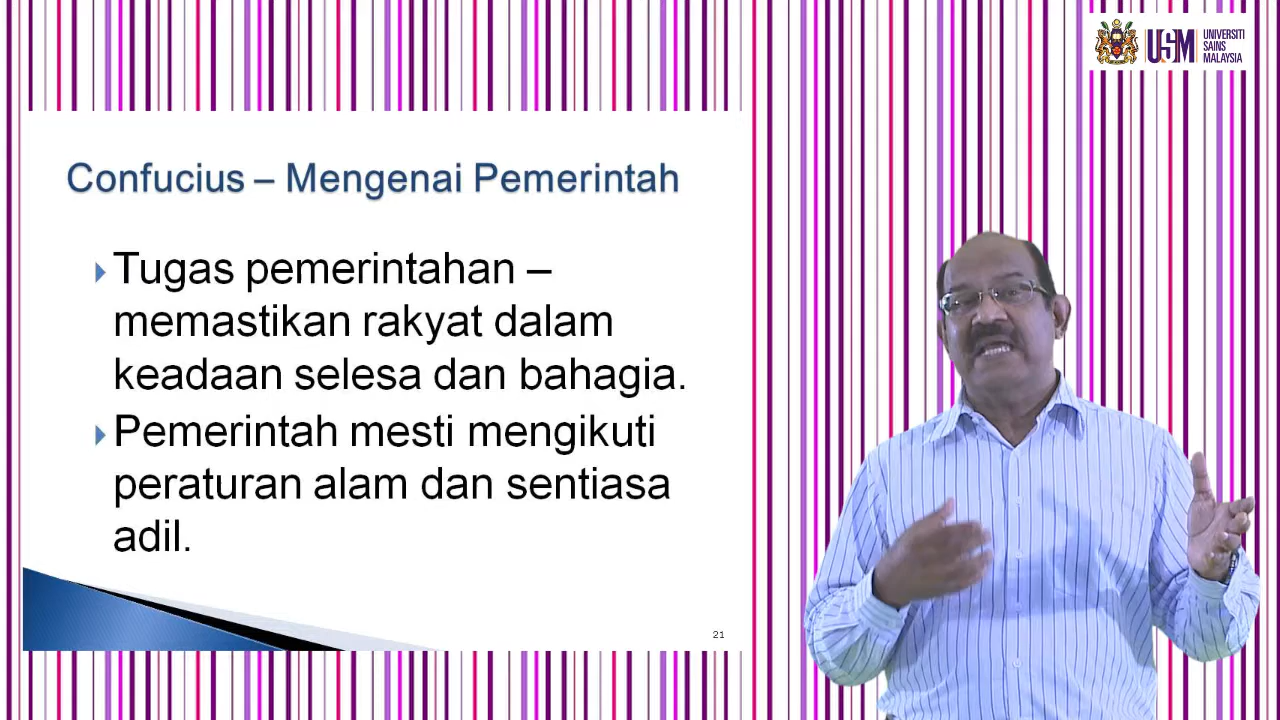 USM
UNIVERSITI
SAINS
MALAYSIA
Confucius – Mengenai Pemerintah
Tugas pemerintahan –
memastikan rakyat dalam
keadaan selesa dan bahagia.
Pemerintah mesti mengikuti
peraturan alam dan sentiasa
adil.
21